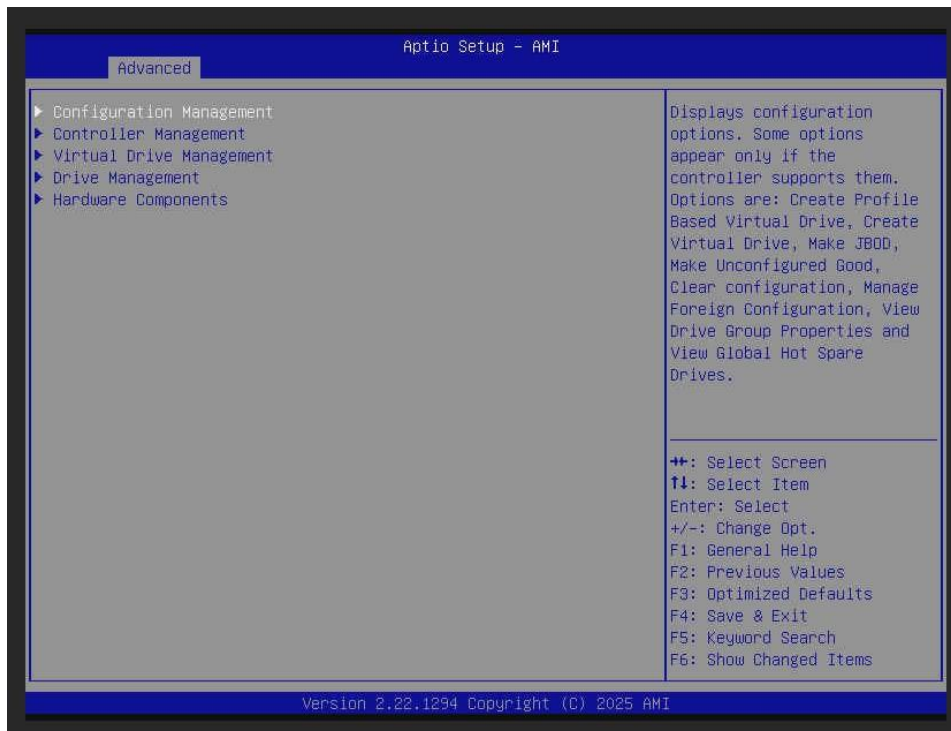 Aptio Setup – AMI
Advanced
▶ Configuration Management
▶ Controller Management
▶ Virtual Drive Management
▶ Drive Management
▶ Hardware Components
Displays configuration
options. Some options
appear only if the
controller supports them.
Options are: Create Profile
Based Virtual Drive, Create
Virtual Drive, Make JBOD,
Make Unconfigured Good,
Clear configuration, Manage
Foreign Configuration, View
Drive Group Properties and
View Global Hot Spare
Drives.
→←: Select Screen
↑↓: Select Item
Enter: Select
+/-: Change Opt.
F1: General Help
F2: Previous Values
F3: Optimized Defaults
F4: Save & Exit
F5: Keyword Search
F6: Show Changed Items
Version 2.22.1294 Copyright (C) 2025 AMI